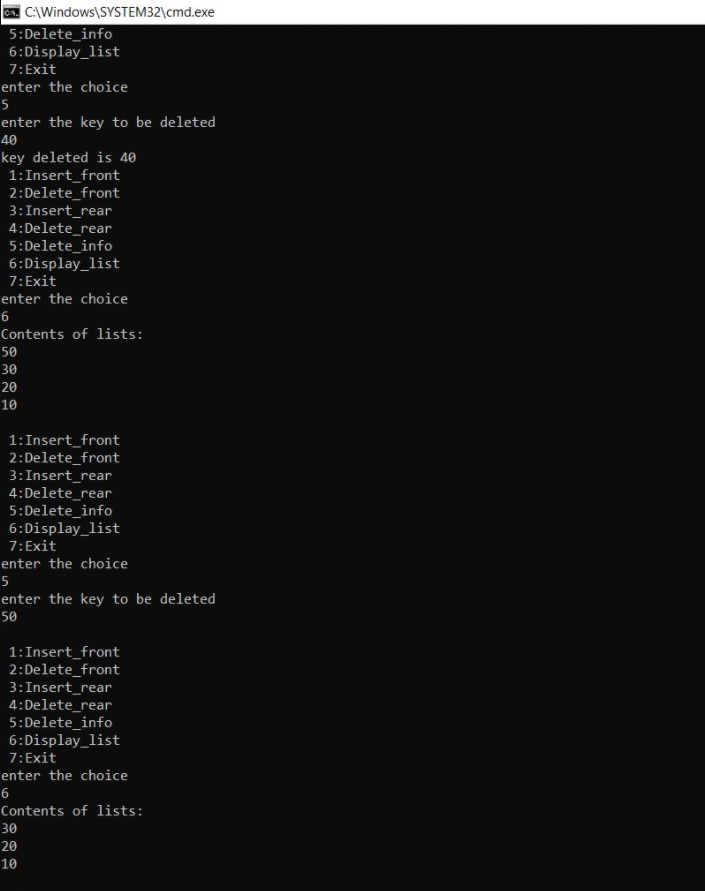 C:\Windows\SYSTEM32\cmd.exe
5:Delete_info
6:Display_list
7:Exit
enter the choice
5
enter the key to be deleted
40
key deleted is 40
1:Insert_front
2:Delete_front
3:Insert_rear
4:Delete_rear
5:Delete_info
6:Display_list
7:Exit
enter the choice
6
Contents of lists:
50
30
20
10
1:Insert_front
2:Delete_front
3:Insert_rear
4:Delete_rear
5:Delete_info
6:Display_list
7:Exit
enter the choice
5
enter the key to be deleted
50
1:Insert_front
2:Delete_front
3:Insert_rear
4:Delete_rear
5:Delete_info
6:Display_list
7:Exit
enter the choice
6
Contents of lists:
30
20
10